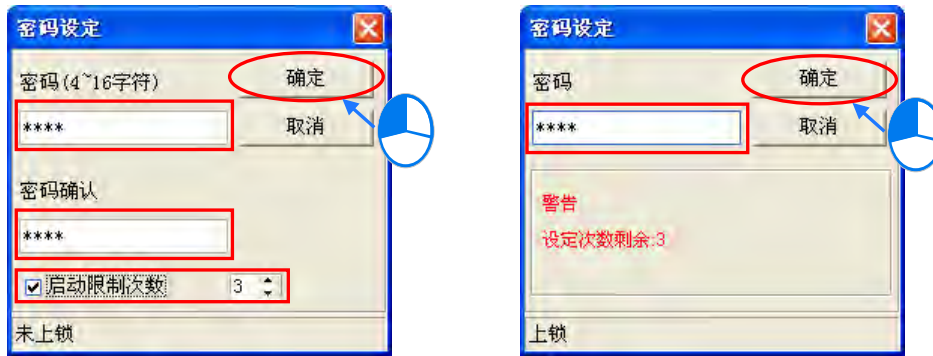 密码设定
密码(4~16字符)
确定
****
取消
密码确认
****
启动限制次数 3
未上锁
密码设定
密码
确定
****
取消
警告
设定次数剩余:3
上锁